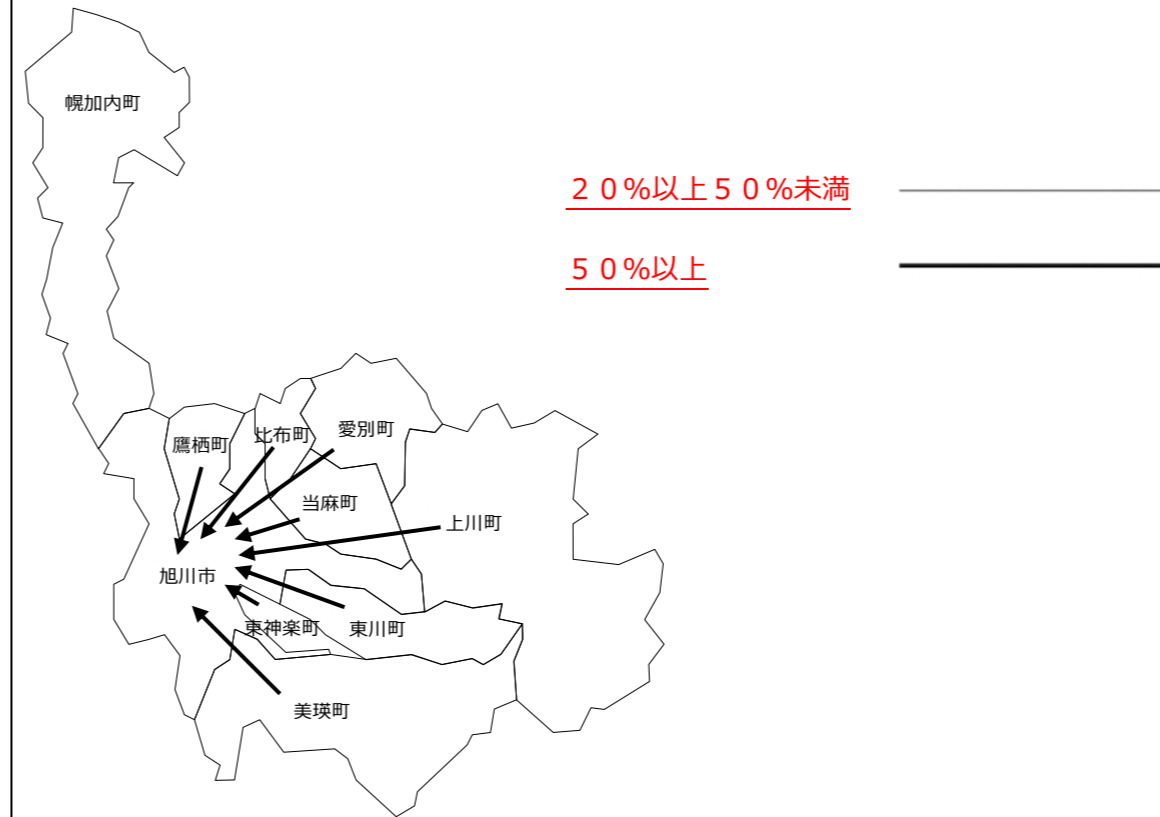 幌加内町
２０%以上５０%未満
５０%以上
鷹栖町
比布町
愛別町
当麻町
上川町
旭川市
東神楽町
東川町
美瑛町